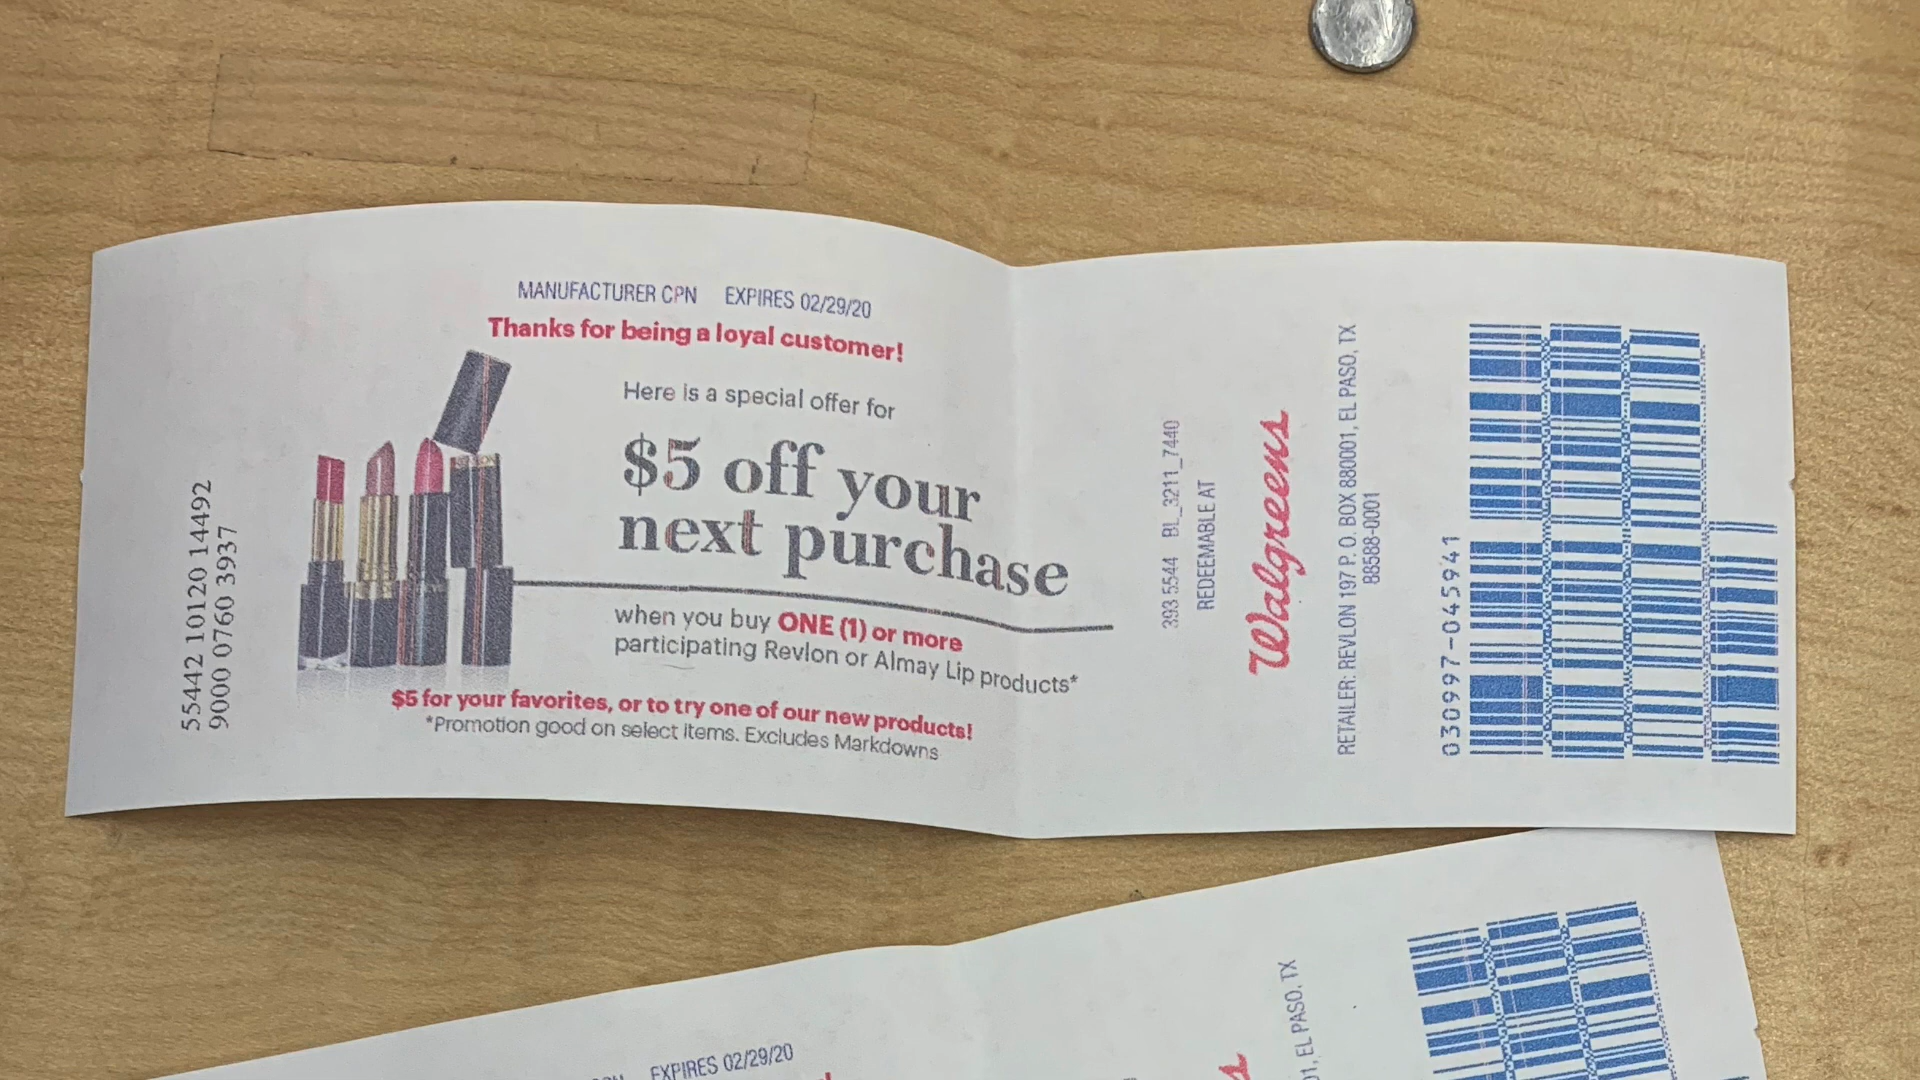 MANUFACTURER CPN EXPIRES 02/29/20
Thanks for being a loyal customer!
Here is a special offer for
$5 off your
next purchase
when you buy ONE (1) or more
participating Revlon or Almay Lip products*
$5 for your favorites, or to try one of our new products!
*Promotion good on select items. Excludes Markdowns
55442 10120 14492
9000 0760 3937
393 5544 BL_3211_7440
REDEEMABLE AT
Walgreens
RETAILER: REVLON 197 P. O. BOX 880001, EL PASO, TX
88588-0001
030997-045941
EXPIRES 02/29/20
EL PASO, TX